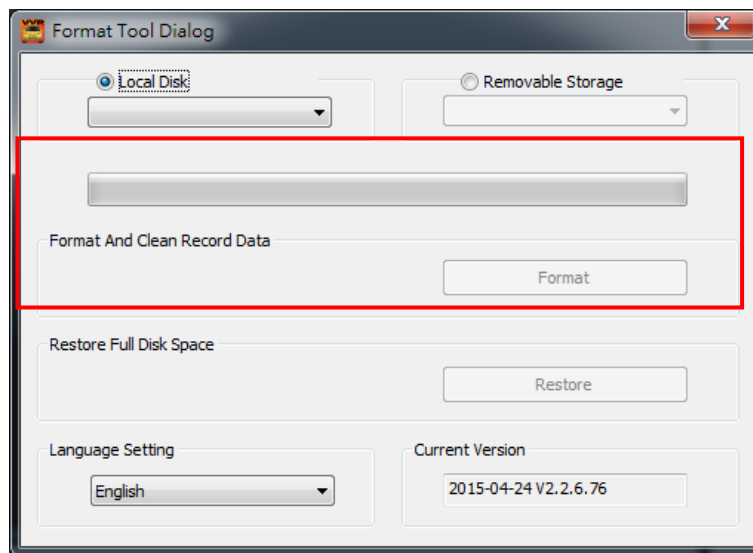 VVR
Format Tool Dialog
Local Disk
Removable Storage
Format And Clean Record Data
Format
Restore Full Disk Space
Restore
Language Setting
Current Version
English
2015-04-24 V2.2.6.76